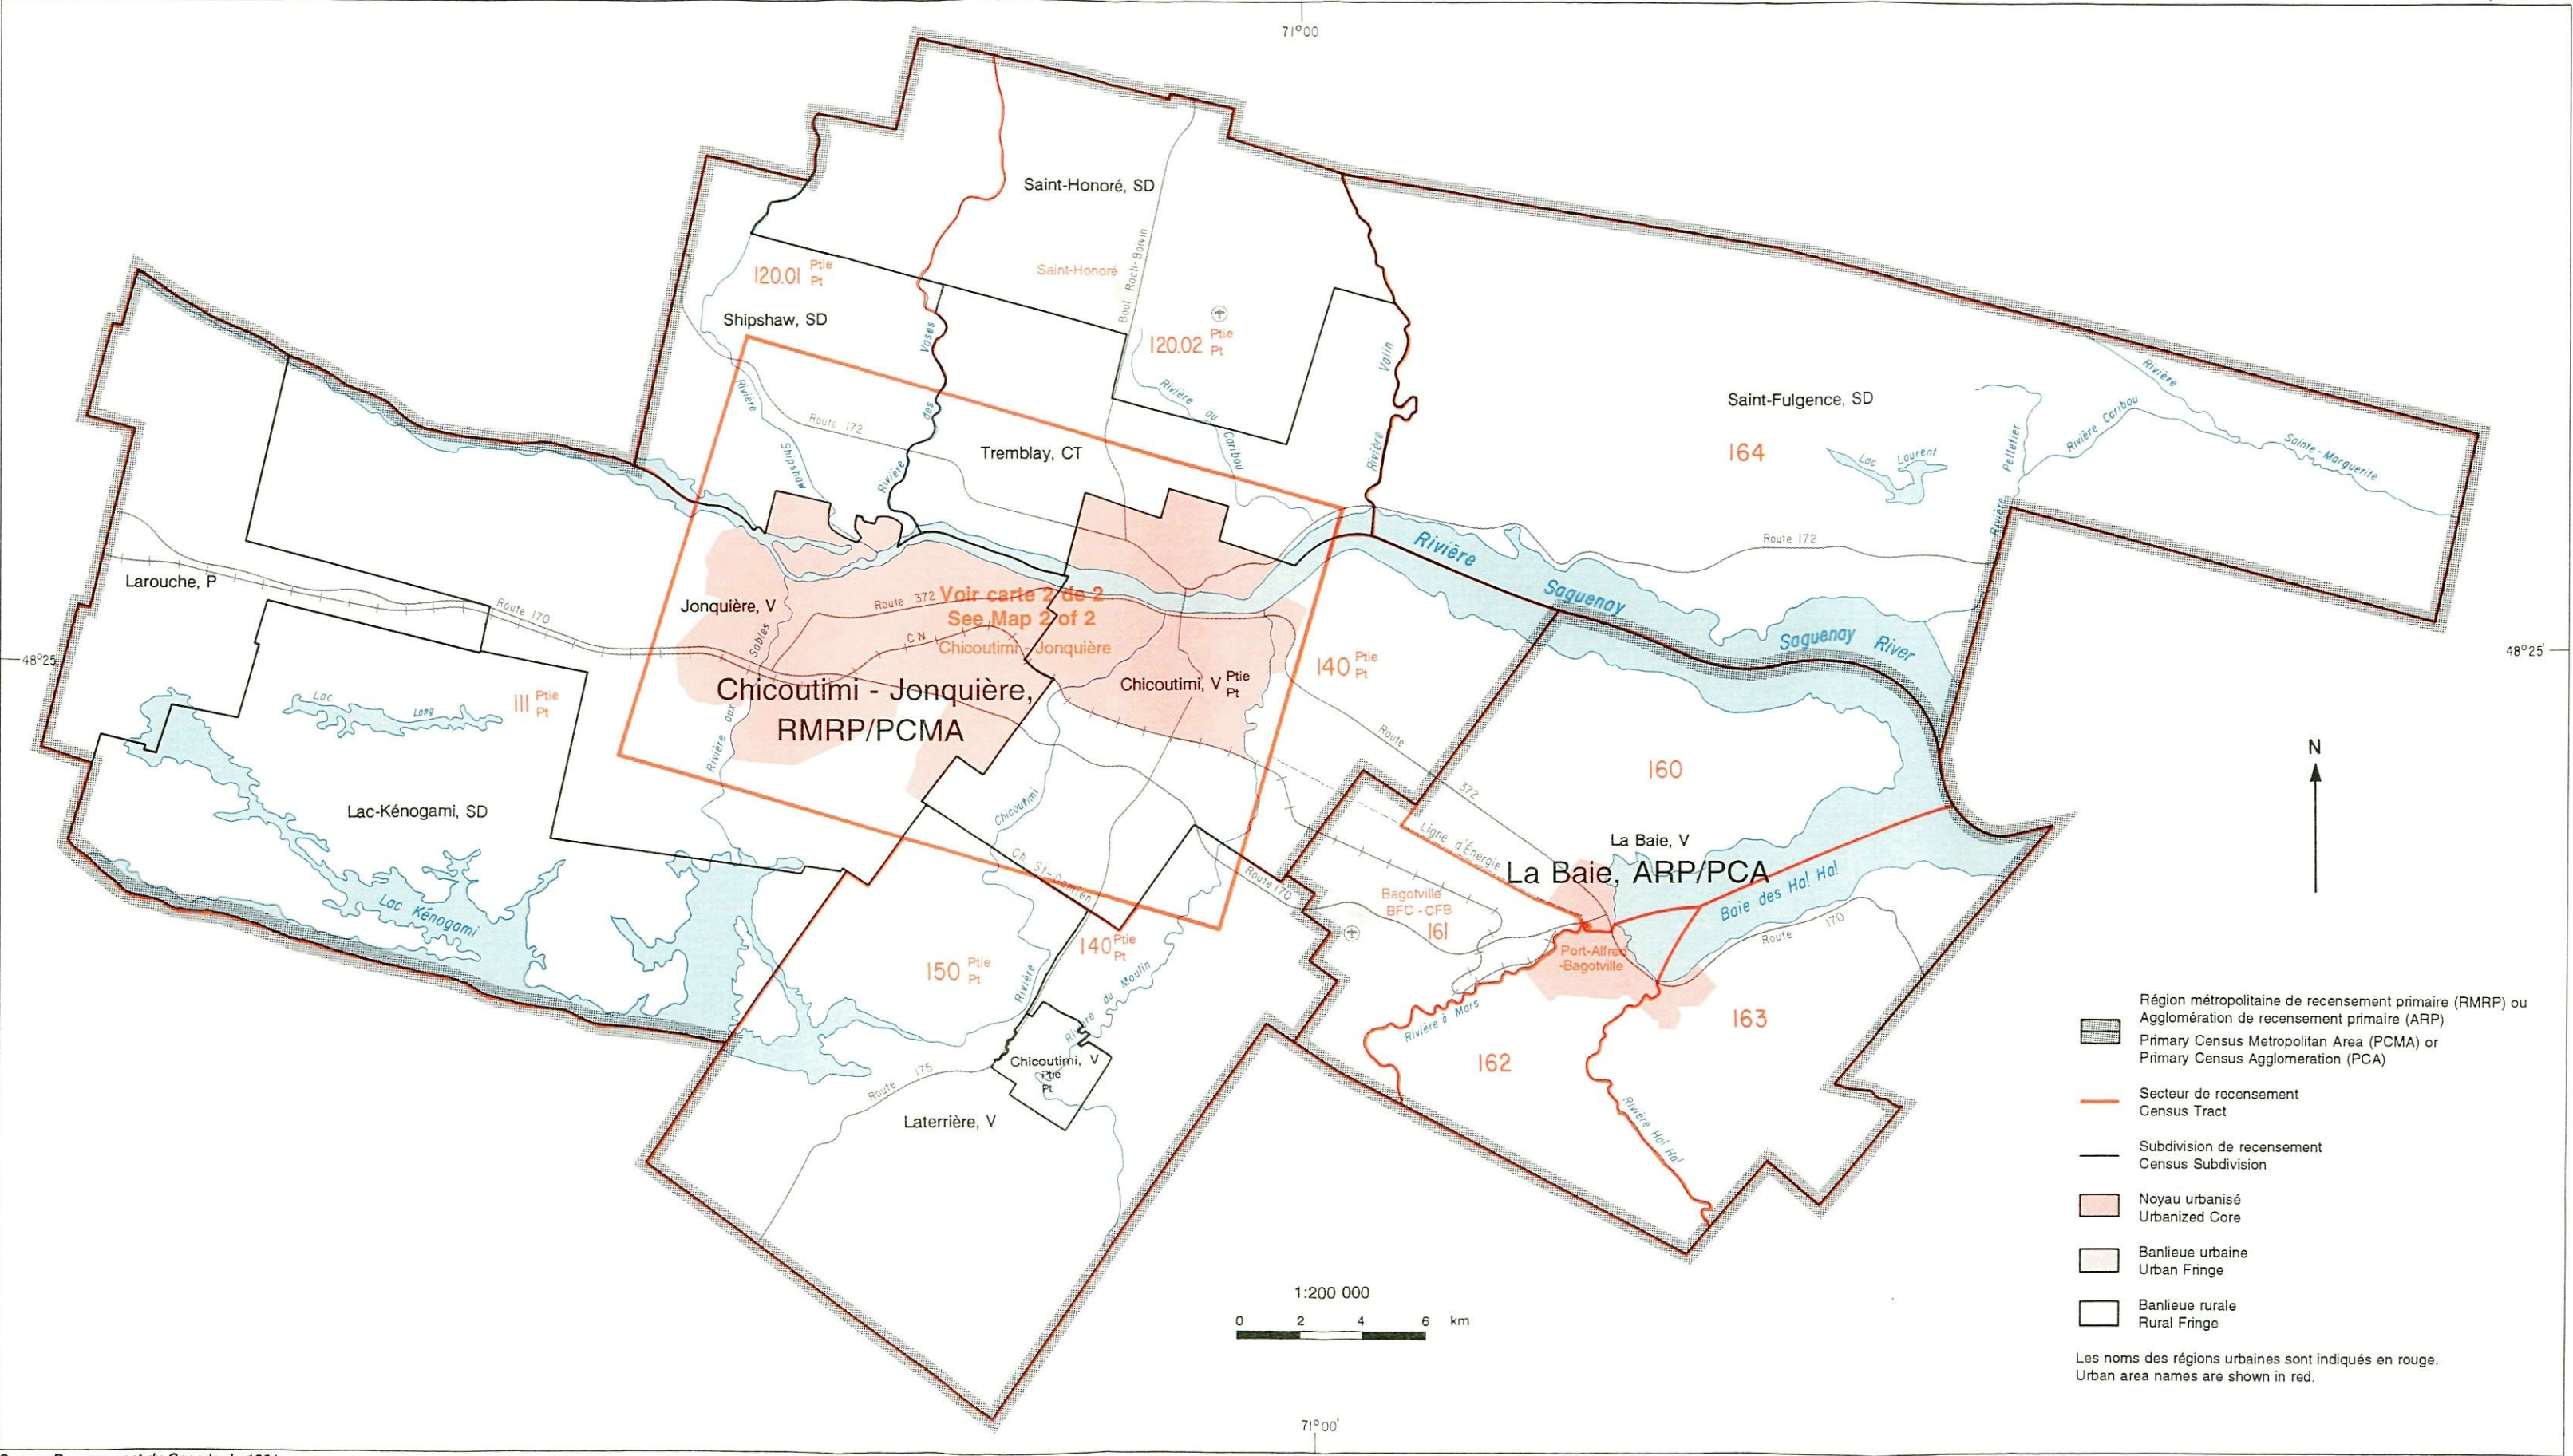 71°00
Saint-Honoré, SD
Boul Roch-Boivin
Saint-Honoré
120.01 Ptie
Pt
Shipshaw, SD
Rivière des Vases
120.02 Ptie
Pt
Rivière Valin
Rivière
Rivière Caribou
Sainte-Marguerite
Rivière Shipshaw
Route 172
Rivière au Caribou
Saint-Fulgence, SD
164
Lac Laurent
Rivière Pelletier
Tremblay, CT
Route 172
Rivière Saguenay
Saguenay River
Larouche, P
Route 170
Jonquière, V
Route 372
Voir carte 2 de 2
See Map 2 of 2
CN
Chicoutimi - Jonquière
Rivière aux Sables
48°25'
48°25'
140 Ptie
Pt
Chicoutimi, V Ptie
Pt
Chicoutimi - Jonquière,
RMRP/PCMA
Lac Long
111 Ptie
Pt
Route 372
160
N
Lac-Kénogami, SD
Rivière Chicoutimi
Ch. St-Damien
Route 170
Ligne d'Énergie
La Baie, V
La Baie, ARP/PCA
Baie des Ha! Ha!
Bagotville
BFC - CFB
161
Route 170
Lac Kénogami
Port-Alfred
-Bagotville
150 Ptie
Pt
140 Ptie
Pt
Rivière du Moulin
Rivière à Mars
163
162
Chicoutimi, V
Ptie
Pt
Route 175
Laterrière, V
Rivière Ha! Ha!
Région métropolitaine de recensement primaire (RMRP) ou
Agglomération de recensement primaire (ARP)
Primary Census Metropolitan Area (PCMA) or
Primary Census Agglomeration (PCA)
Secteur de recensement
Census Tract
Subdivision de recensement
Census Subdivision
Noyau urbanisé
Urbanized Core
Banlieue urbaine
Urban Fringe
Banlieue rurale
Rural Fringe
Les noms des régions urbaines sont indiqués en rouge.
Urban area names are shown in red.
1:200 000
0 2 4 6 km
71°00'